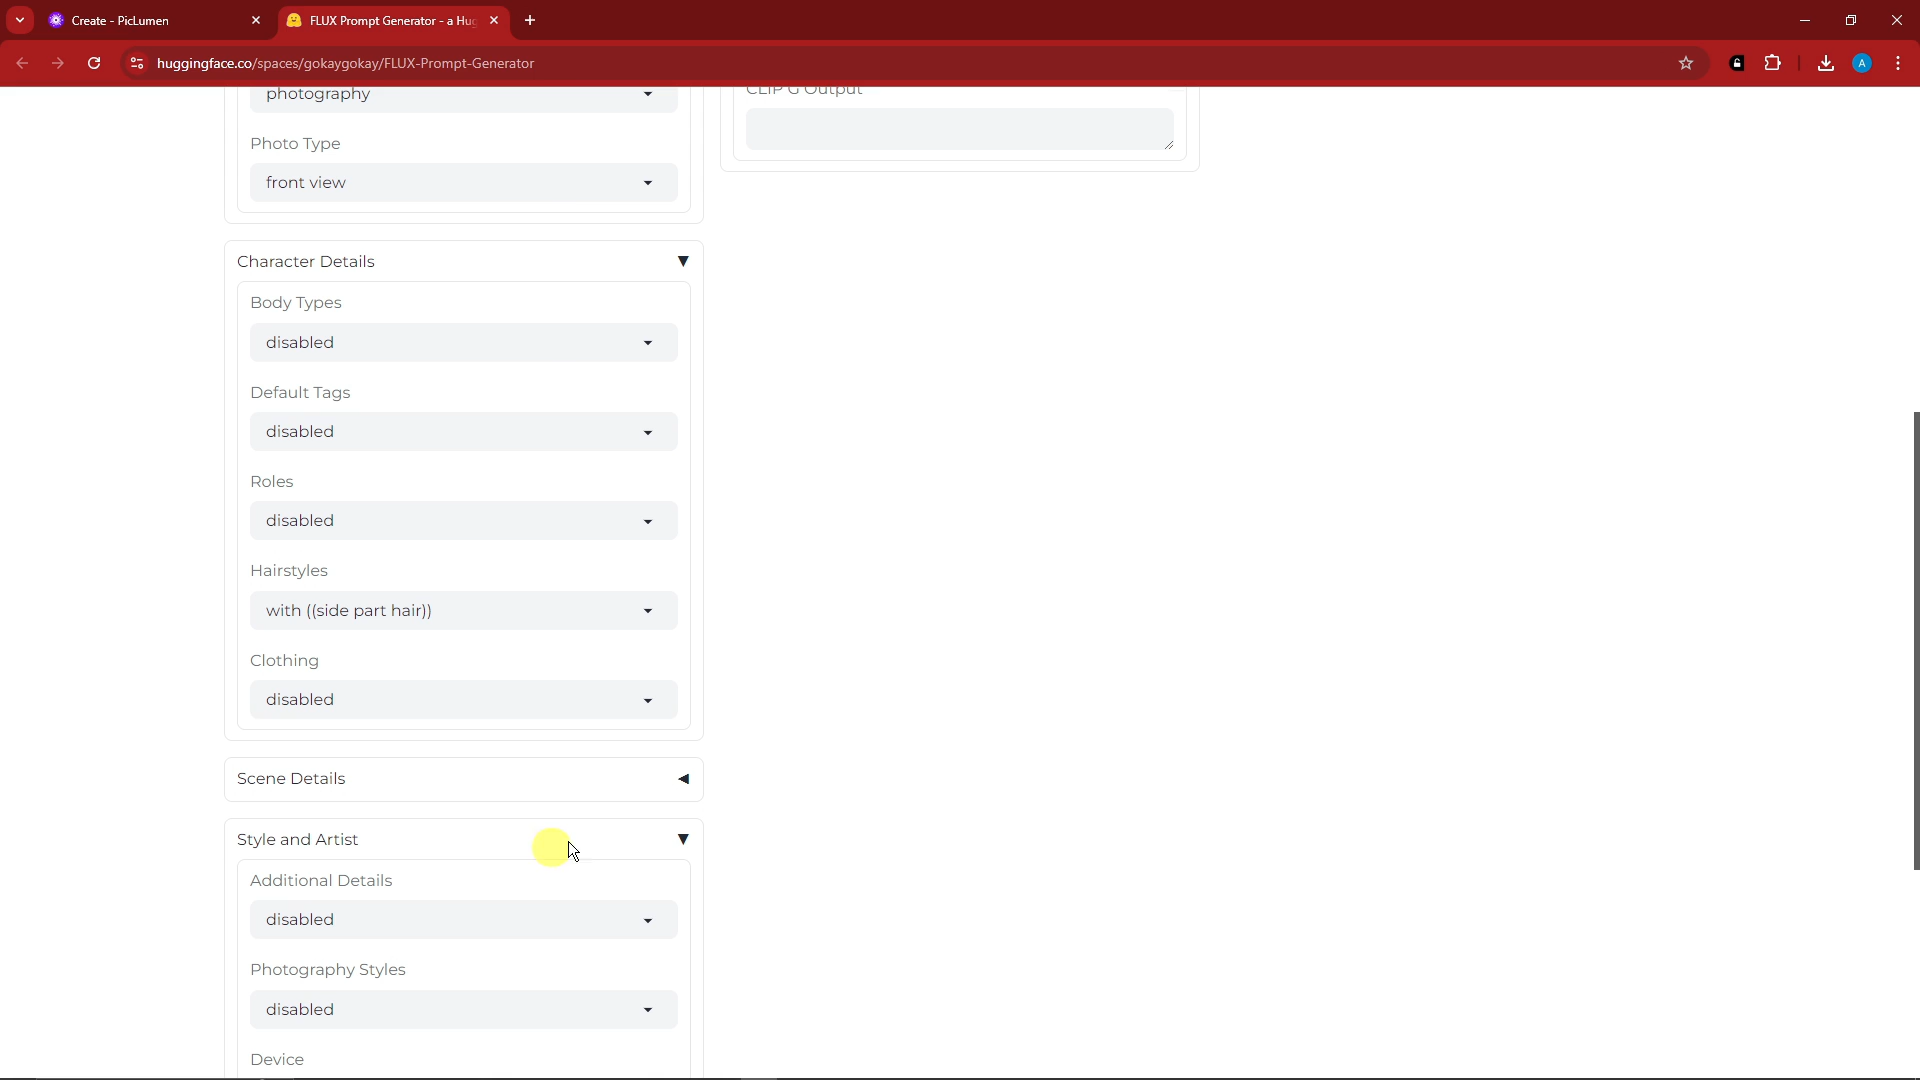 Create - PicLumen
FLUX Prompt Generator - a Hug
huggingface.co/spaces/gokaygokay/FLUX-Prompt-Generator
A
photography
CLIP G Output
Photo Type
front view
Character Details
Body Types
disabled
Default Tags
disabled
Roles
disabled
Hairstyles
with ((side part hair))
Clothing
disabled
Scene Details
Style and Artist
Additional Details
disabled
Photography Styles
disabled
Device